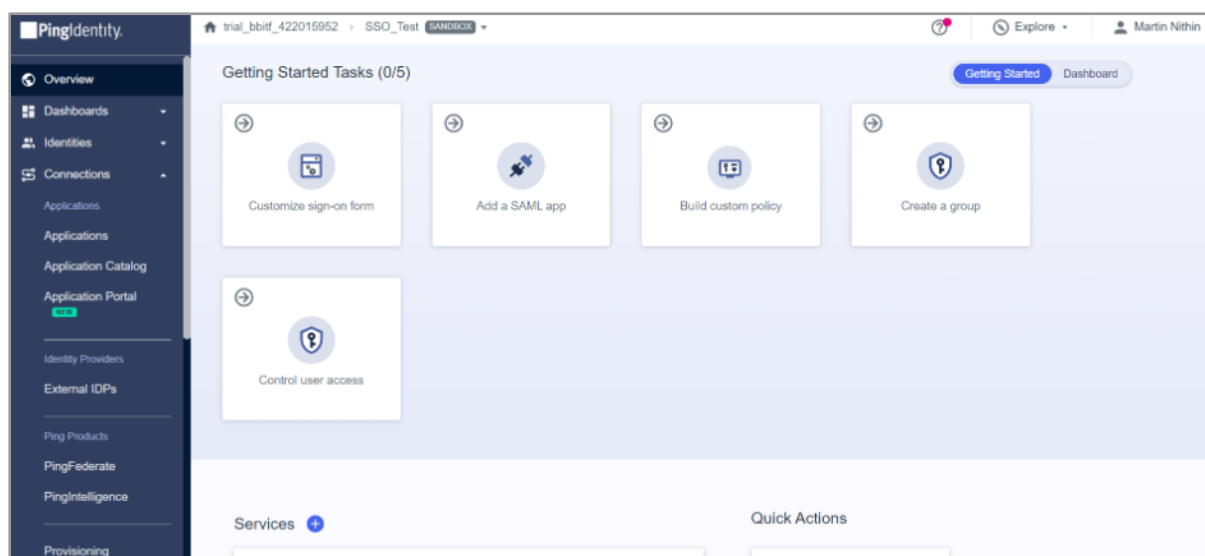 PingIdentity.
trial_bbitf_422015952 > SSO_Test SANDBOX
Explore
Martin Nithin
Overview
Dashboards
Identities
Connections
Applications
Applications
Application Catalog
Application Portal
NEW
Identity Providers
External IDPs
Ping Products
PingFederate
PingIntelligence
Provisioning
Getting Started Tasks (0/5)
Getting Started Dashboard
Customize sign-on form
Add a SAML app
Build custom policy
Create a group
Control user access
Services
Quick Actions